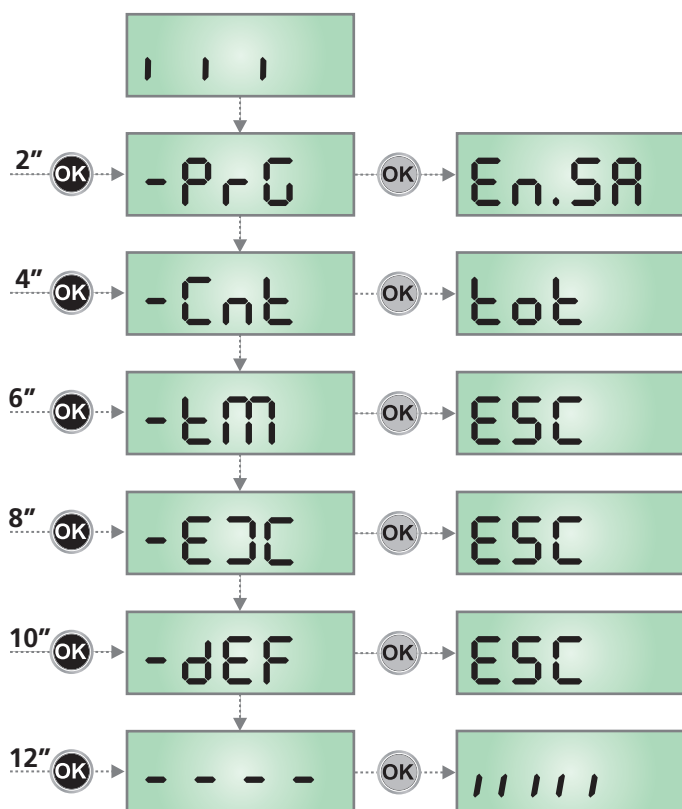 ı ı ı
2” OK -PrG OK En.SA
4” OK -Cnt OK tot
6” OK -tM OK ESC
8” OK -EJC OK ESC
10” OK -dEF OK ESC
12” OK - - - - OK ı ı ı ı ı